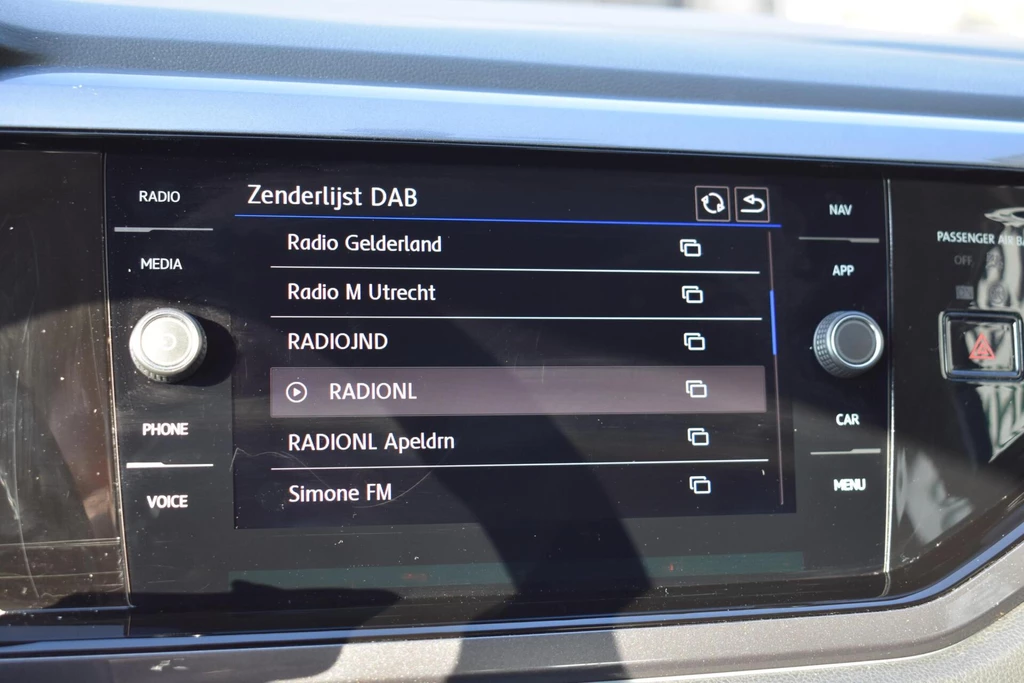 RADIO
MEDIA
PHONE
VOICE
Zenderlijst DAB
Radio Gelderland
Radio M Utrecht
RADIOJND
RADIONL
RADIONL Apeldrn
Simone FM
NAV
APP
CAR
MENU
PASSENGER AIR
OFF